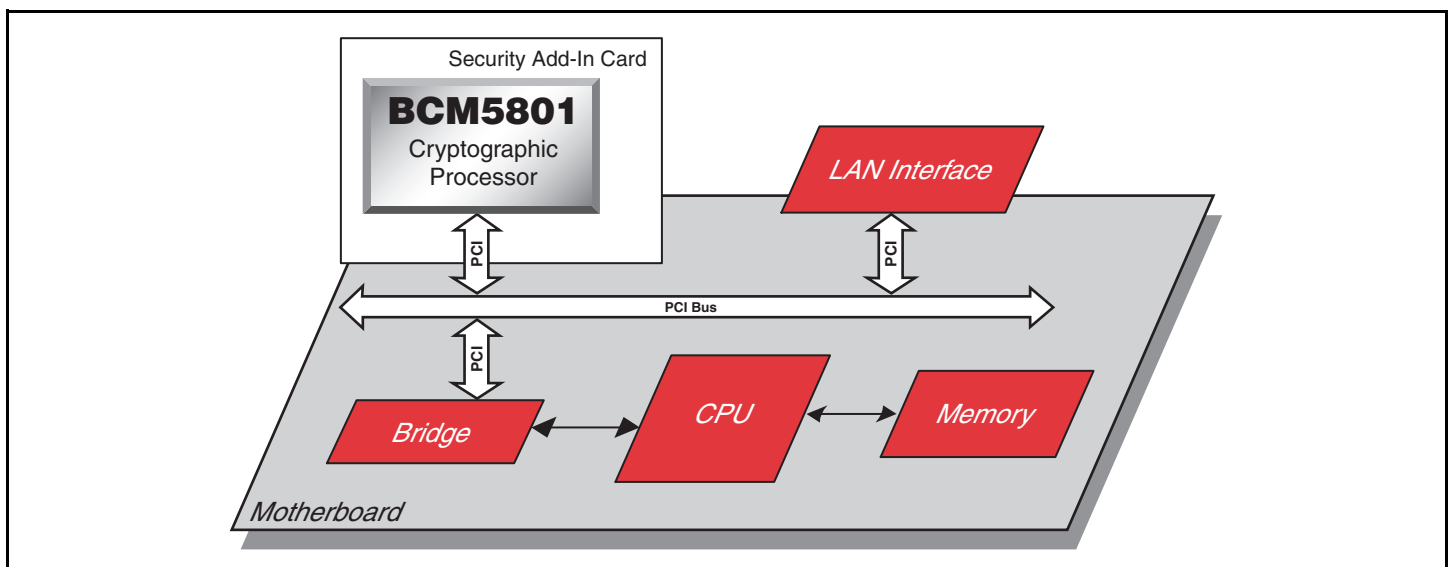 Security Add-In Card
BCM5801
Cryptographic
Processor
LAN Interface
PCI
PCI
PCI Bus
PCI
Bridge
CPU
Memory
Motherboard